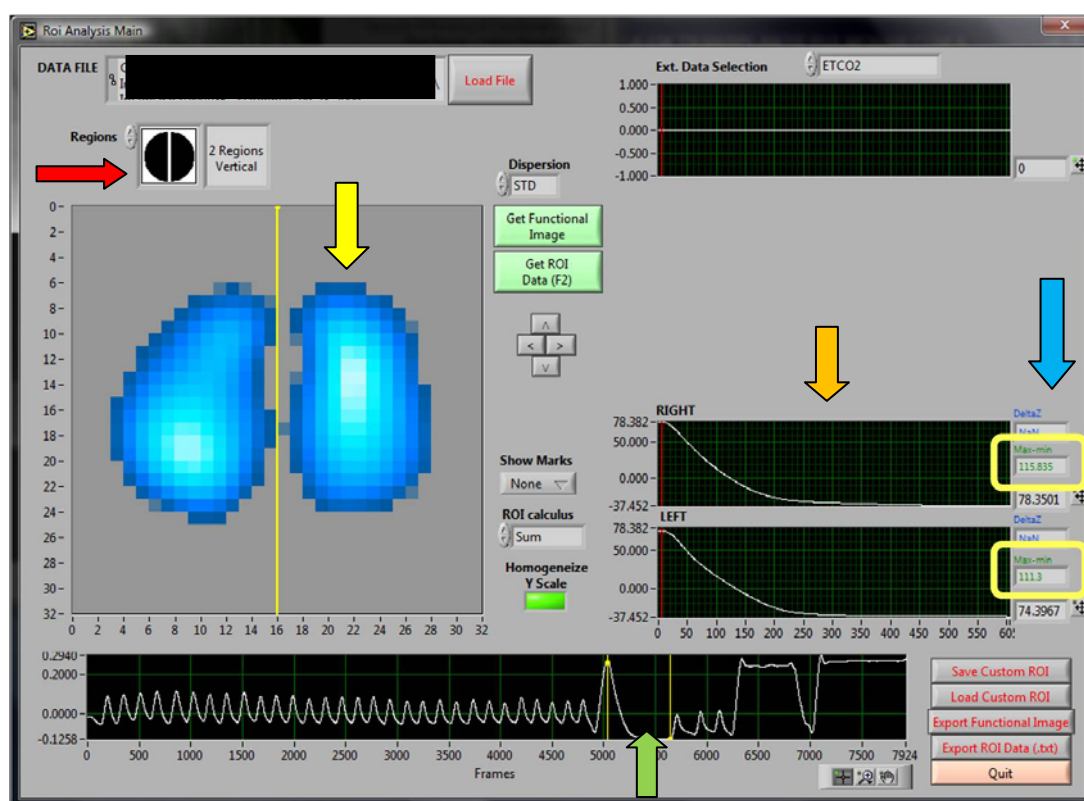 Roi Analysis Main
DATA FILE
Load File
Ext. Data Selection
ETCO2
1.000
0.500
0.000
-0.500
-1.000
0
Regions
2 Regions
Vertical
Dispersion
STD
Get Functional
Image
Get ROI
Data (F2)
0
2
4
6
8
10
12
14
16
18
20
22
24
26
28
30
32
0 2 4 6 8 10 12 14 16 18 20 22 24 26 28 30 32
Show Marks
None
ROI calculus
Sum
Homogeneize
Y Scale
RIGHT
78.382
50.000
0.000
-37.452
DeltaZ
NaN
Max-min
115.835
78.3501
LEFT
78.382
50.000
0.000
-37.452
DeltaZ
NaN
Max-min
111.3
74.3967
0 50 100 150 200 250 300 350 400 450 500 550
0.2940
0.2000
0.0000
-0.1258
0 500 1000 1500 2000 2500 3000 3500 4000 4500 5000 6000 6500 7000 7500 7924
Frames
Save Custom ROI
Load Custom ROI
Export Functional Image
Export ROI Data (.txt)
Quit